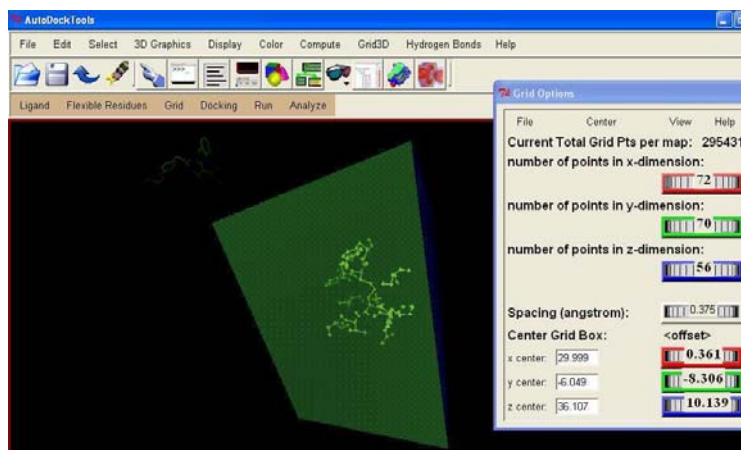 AutoDockTools
File Edit Select 3D Graphics Display Color Compute Grid3D Hydrogen Bonds Help
Ligand Flexible Residues Grid Docking Run Analyze
Grid Options
File Center View Help
Current Total Grid Pts per map: 295431
number of points in x-dimension:
72
number of points in y-dimension:
70
number of points in z-dimension:
56
Spacing (angstrom): 0.375
Center Grid Box: <offset>
x center: 29.999 0.361
y center: -6.049 -8.306
z center: 36.107 10.139